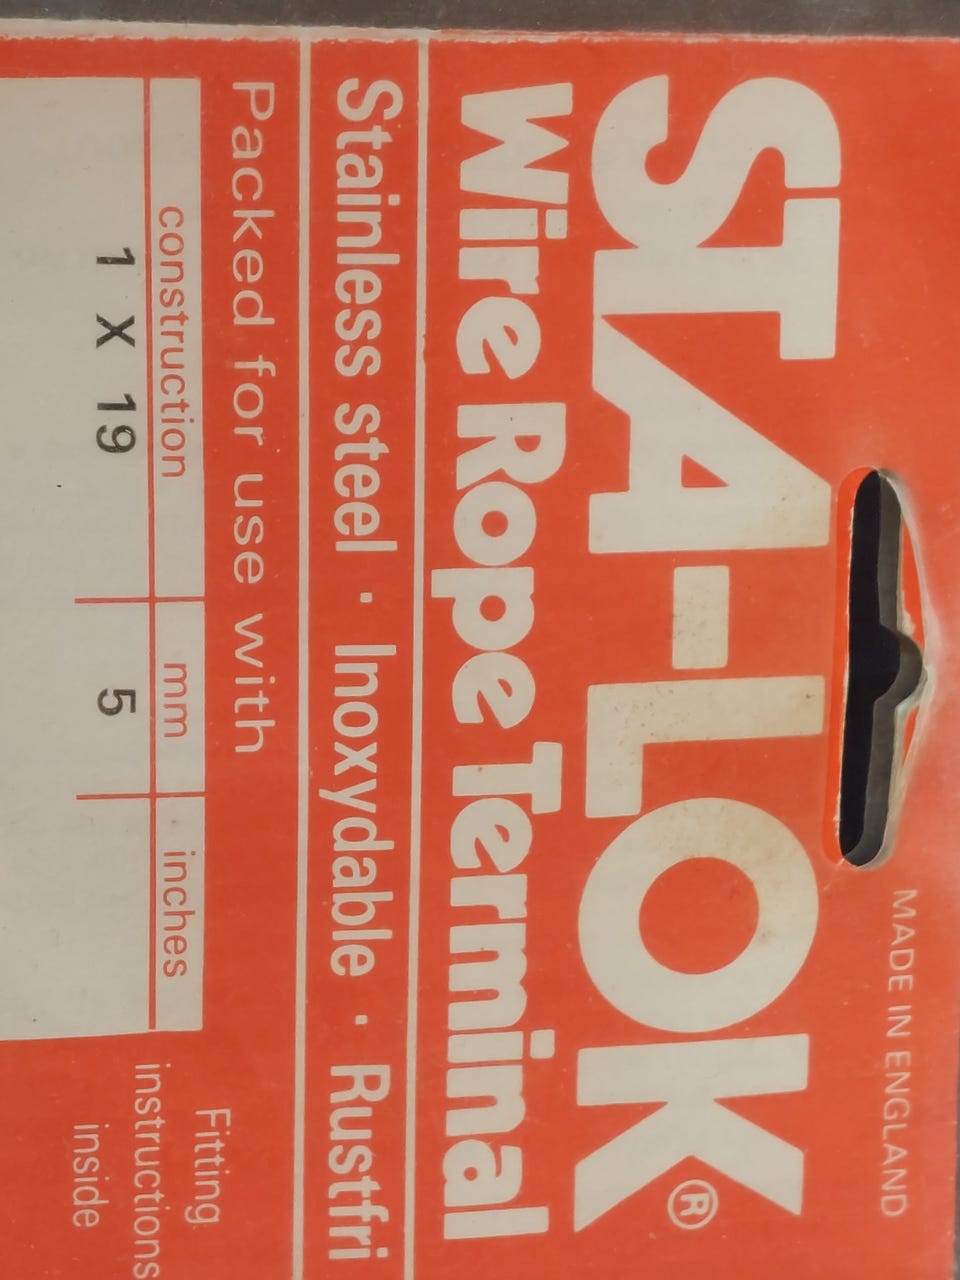 MADE IN ENGLAND
STA-LOK®
Wire Rope Terminal
Stainless steel · Inoxydable · Rustfri
Packed for use with
construction mm inches
1 X 19 5
Fitting
instructions
inside